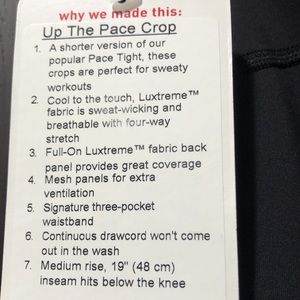 why we made this:
Up The Pace Crop
1. A shorter version of our
popular Pace Tight, these
crops are perfect for sweaty
workouts
2. Cool to the touch, Luxtreme™
fabric is sweat-wicking and
breathable with four-way
stretch
3. Full-On Luxtreme™ fabric back
panel provides great coverage
4. Mesh panels for extra
ventilation
5. Signature three-pocket
waistband
6. Continuous drawcord won't come
out in the wash
7. Medium rise, 19" (48 cm)
inseam hits below the knee